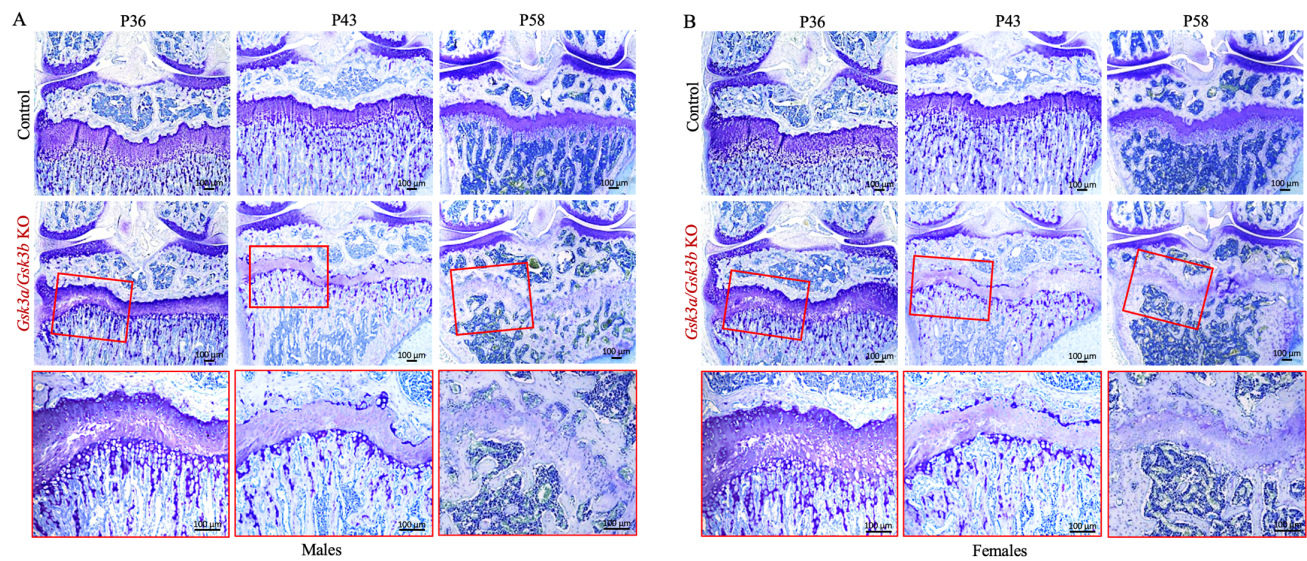 A P36 P43 P58 B P36 P43 P58
Control 100 µm 100 µm 100 µm Control 100 µm 100 µm 100 µm
Gsk3a/Gsk3b KO 100 µm 100 µm 100 µm Gsk3a/Gsk3b KO 100 µm 100 µm 100 µm
100 µm 100 µm 100 µm 100 µm 100 µm 100 µm
Males Females